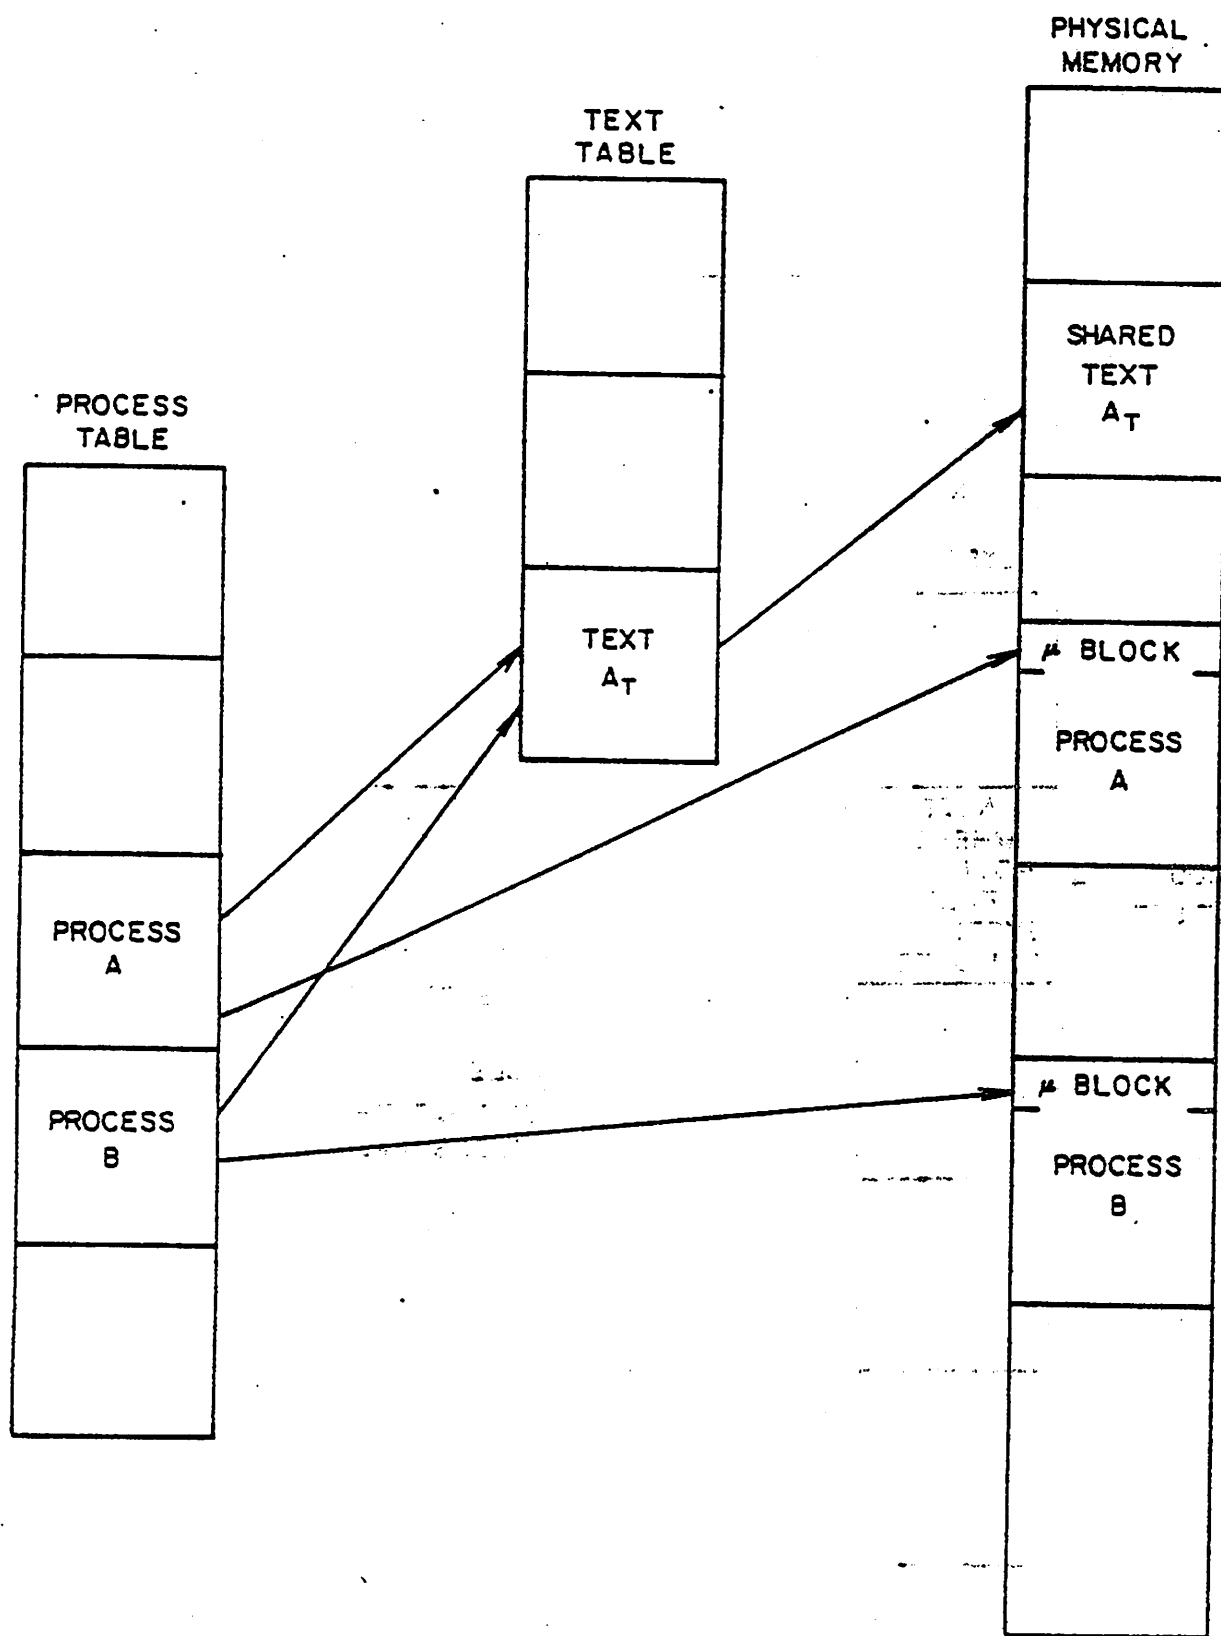 PHYSICAL
MEMORY
TEXT
TABLE
SHARED
TEXT
A_T
PROCESS
TABLE
TEXT
A_T
μ BLOCK
PROCESS
A
PROCESS
A
μ BLOCK
PROCESS
B
PROCESS
B